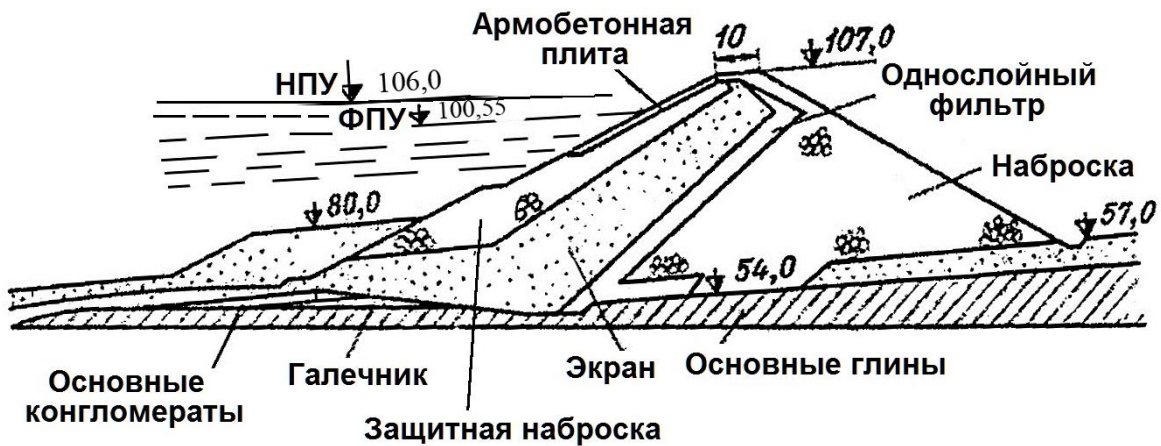 Армобетонная
плита
10
107,0
НПУ 106,0
ФПУ 100,55
Однослойный
фильтр
Наброска
80,0
57,0
54,0
Основные
конгломераты
Галечник
Защитная наброска
Экран
Основные глины